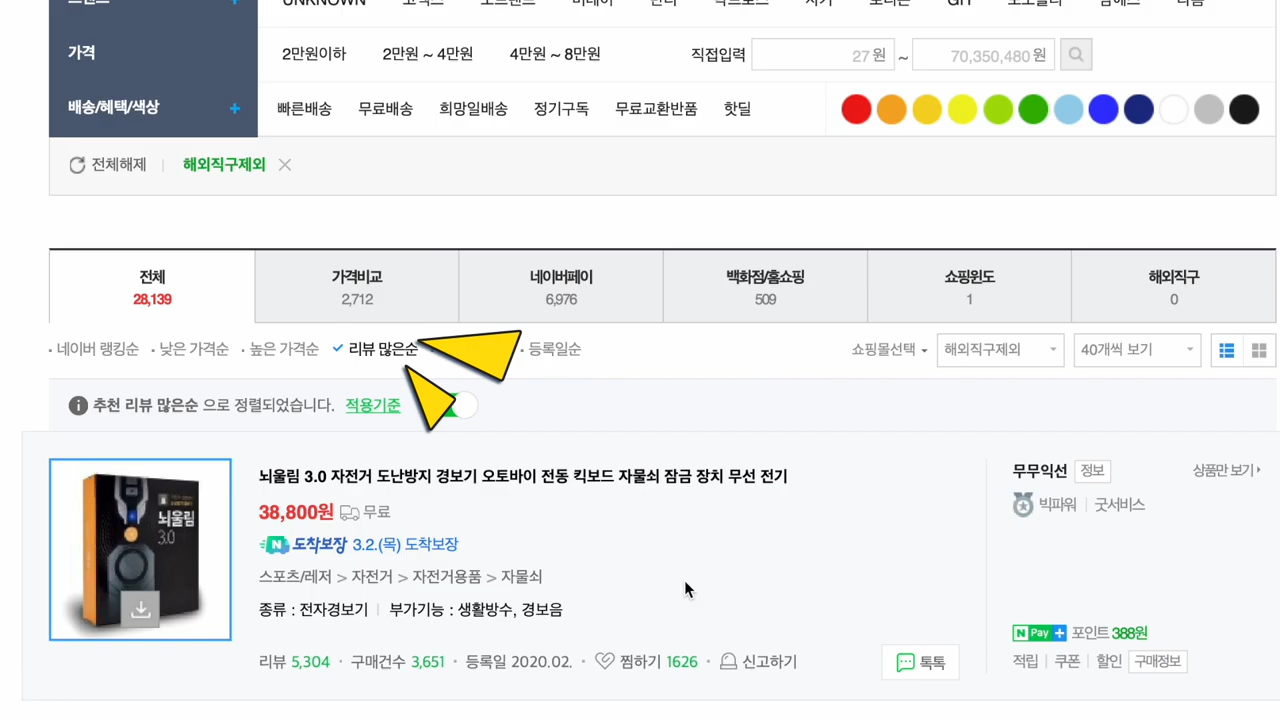 UNKNOWN
가격
2만원이하 2만원 ~ 4만원 4만원 ~ 8만원 직접입력 27 원 ~ 70,350,480 원
배송/혜택/색상 +
빠른배송 무료배송 희망일배송 정기구독 무료교환반품 핫딜
전체해제 해외직구제외
전체 가격비교 네이버페이 백화점/홈쇼핑 쇼핑윈도 해외직구
28,139 2,712 6,976 509 1 0
네이버 랭킹순 · 낮은 가격순 · 높은 가격순 리뷰 많은순 · 등록일순 쇼핑몰선택 해외직구제외 40개씩 보기
추천 리뷰 많은순 으로 정렬되었습니다. 적용기준
뇌울림 3.0 자전거 도난방지 경보기 오토바이 전동 킥보드 자물쇠 잠금 장치 무선 전기
38,800원 무료
N 도착보장 3.2.(목) 도착보장
스포츠/레저 > 자전거 > 자전거용품 > 자물쇠
종류 : 전자경보기 | 부가기능 : 생활방수, 경보음
리뷰 5,304 · 구매건수 3,651 · 등록일 2020.02. · 찜하기 1626 · 신고하기
톡톡
뇌울림
3.0
무무익선 정보 상품만 보기
빅파워 | 굿서비스
N Pay + 포인트 388원
적립 | 쿠폰 | 할인 구매정보